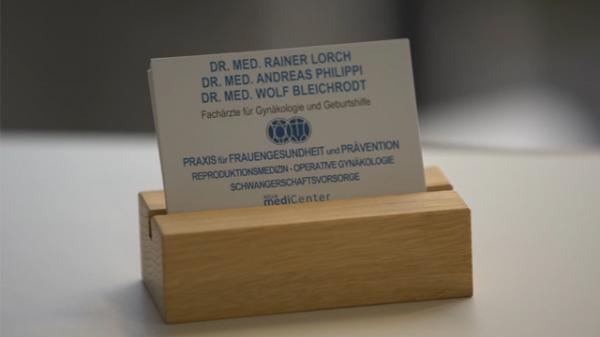 DR. MED. RAINER LORCH
DR. MED. ANDREAS PHILIPPI
DR. MED. WOLF BLEICHRODT
Fachärzte für Gynäkologie und Geburtshilfe
PRAXIS für FRAUENGESUNDHEIT und PRÄVENTION
REPRODUKTIONSMEDIZIN - OPERATIVE GYNÄKOLOGIE
SCHWANGERSCHAFTSVORSORGE
mediCenter